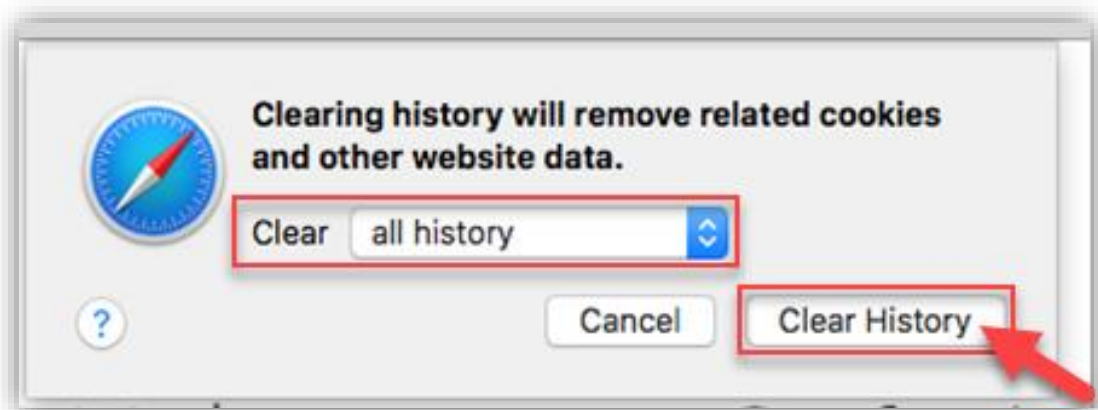 Clearing history will remove related cookies
and other website data.
Clear all history
? Cancel Clear History